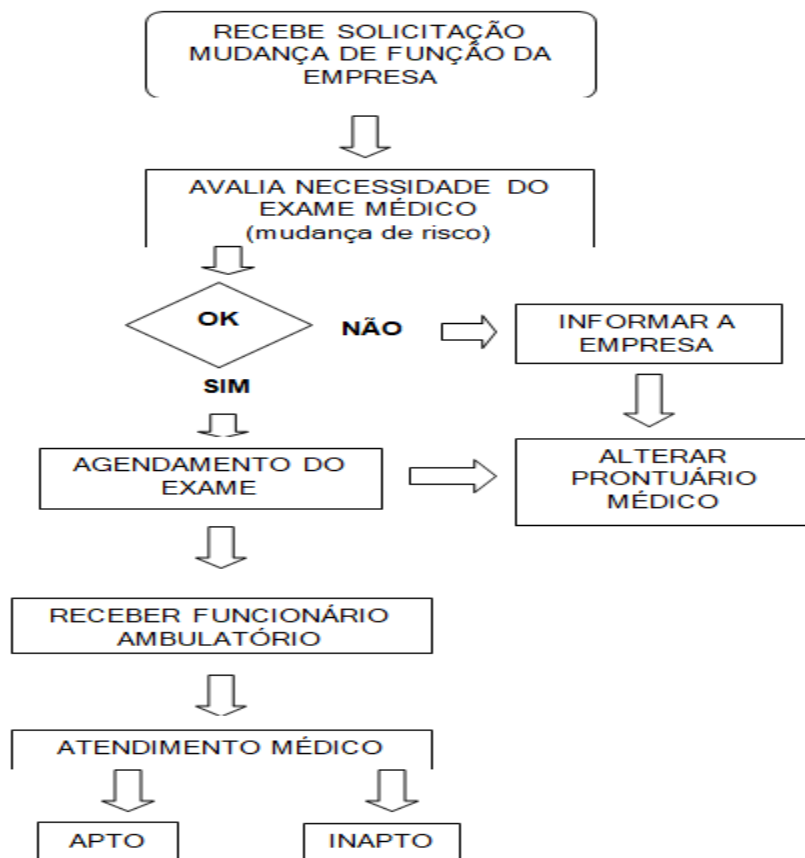 RECEBE SOLICITAÇÃO
MUDANÇA DE FUNÇÃO DA
EMPRESA
AVALIA NECESSIDADE DO
EXAME MÉDICO
(mudança de risco)
OK
NÃO
INFORMAR A
EMPRESA
SIM
AGENDAMENTO DO
EXAME
ALTERAR
PRONTUÁRIO
MÉDICO
RECEBER FUNCIONÁRIO
AMBULATÓRIO
ATENDIMENTO MÉDICO
APTO
INAPTO